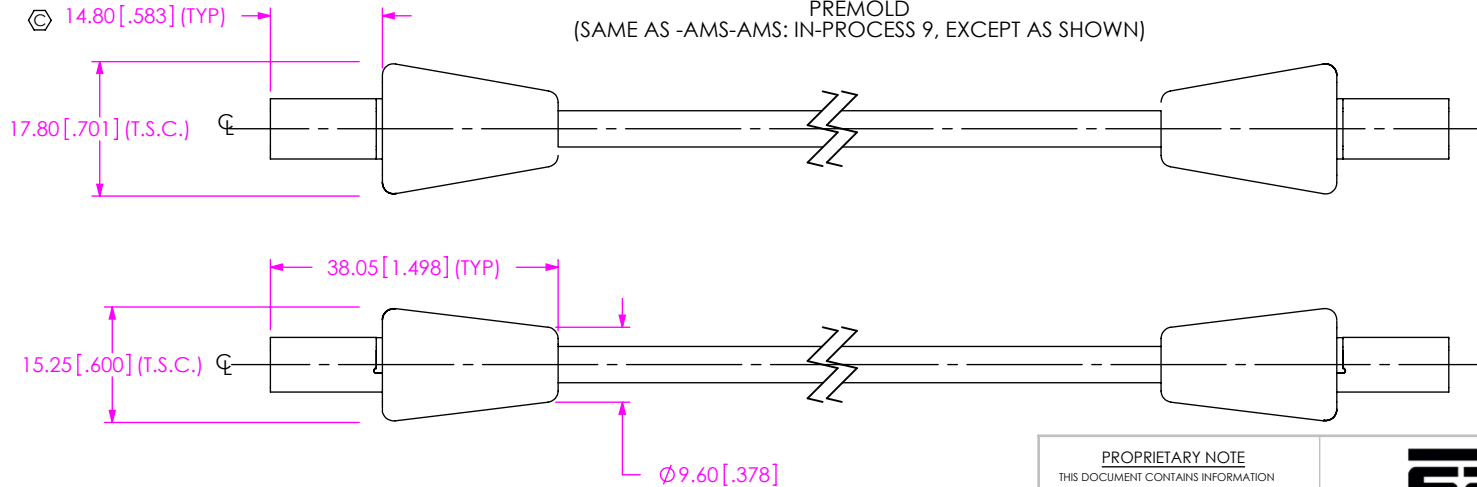 PREMOLD
(SAME AS -AMS-AMS: IN-PROCESS 9, EXCEPT AS SHOWN)
C 14.80[.583] (TYP)
17.80[.701] (T.S.C.) ℄
38.05[1.498] (TYP)
15.25[.600] (T.S.C.) ℄
Ø9.60[.378]
PROPRIETARY NOTE
THIS DOCUMENT CONTAINS INFORMATION